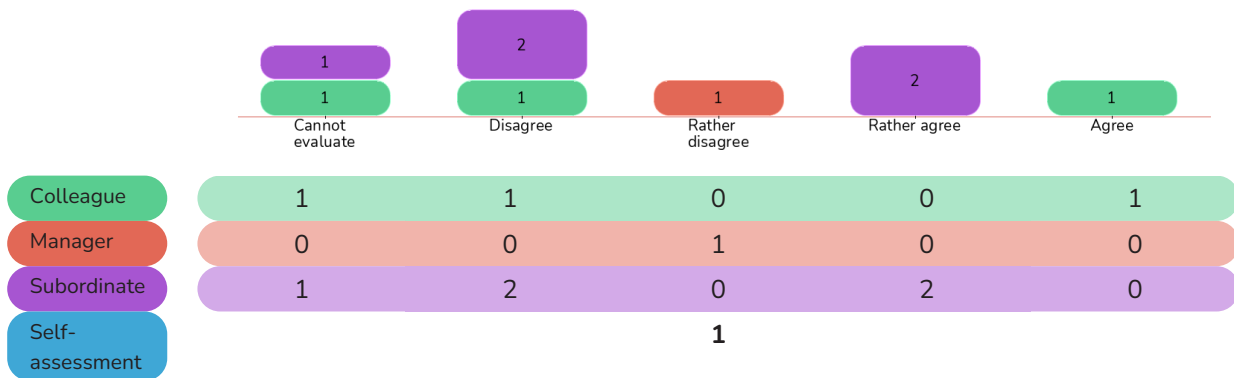 1
2
1
1
1
2
1
Cannot
evaluate
Disagree
Rather
disagree
Rather agree
Agree
Colleague 1 1 0 0 1
Manager 0 0 1 0 0
Subordinate 1 2 0 2 0
Self-
assessment
1